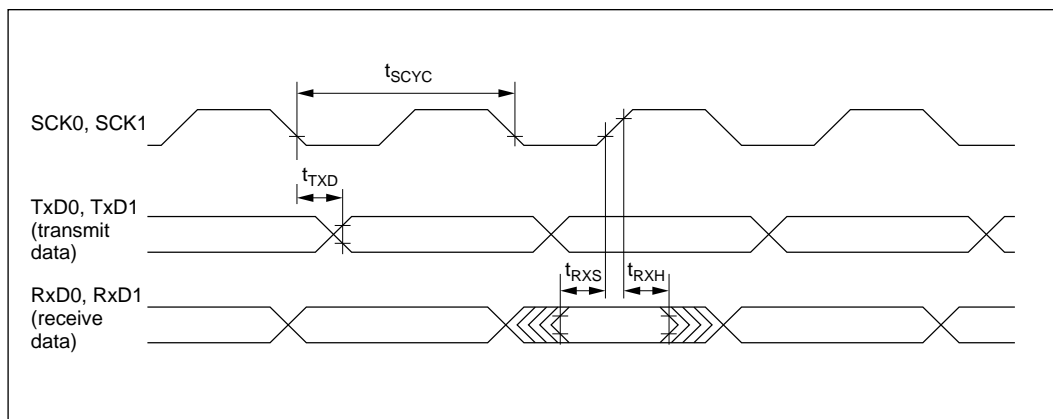 tSCYC
SCK0, SCK1
tTXD
TxD0, TxD1
(transmit
data)
tRXS
tRXH
RxD0, RxD1
(receive
data)